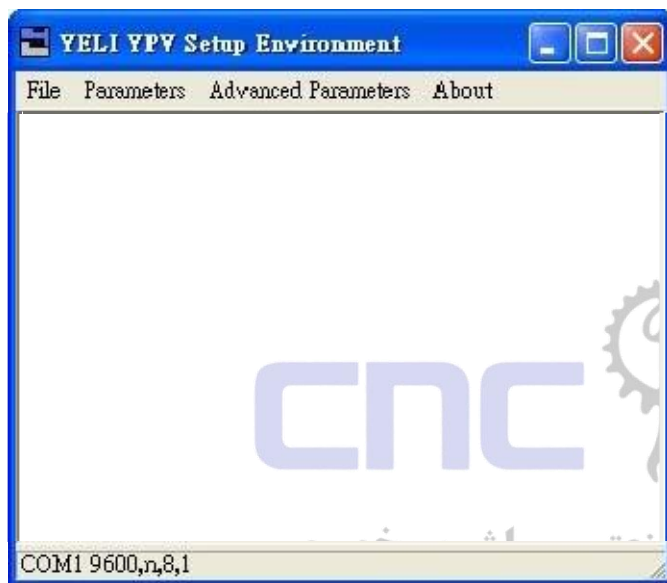 YELI YPV Setup Environment
File Parameters Advanced Parameters About
cnc
COM1 9600,n,8,1